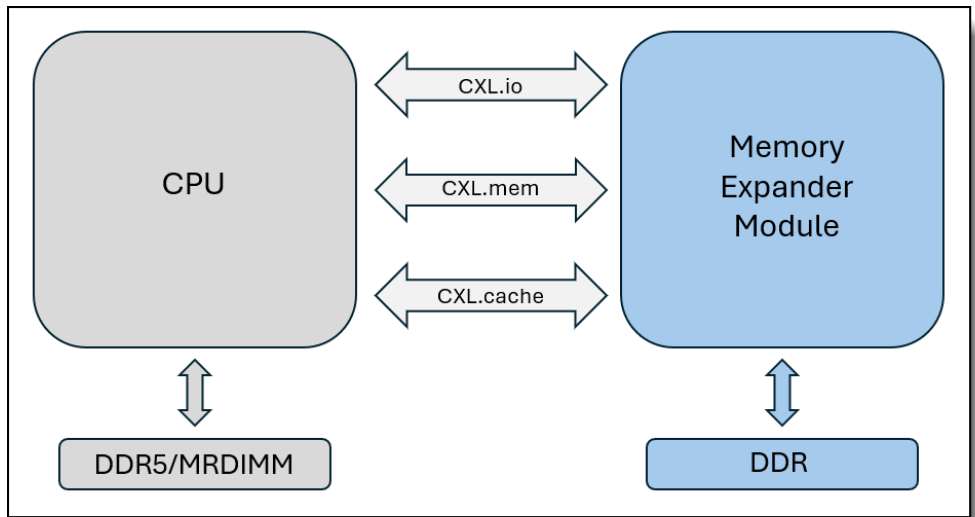 CPU
CXL.io
CXL.mem
CXL.cache
Memory
Expander
Module
DDR5/MRDIMM
DDR